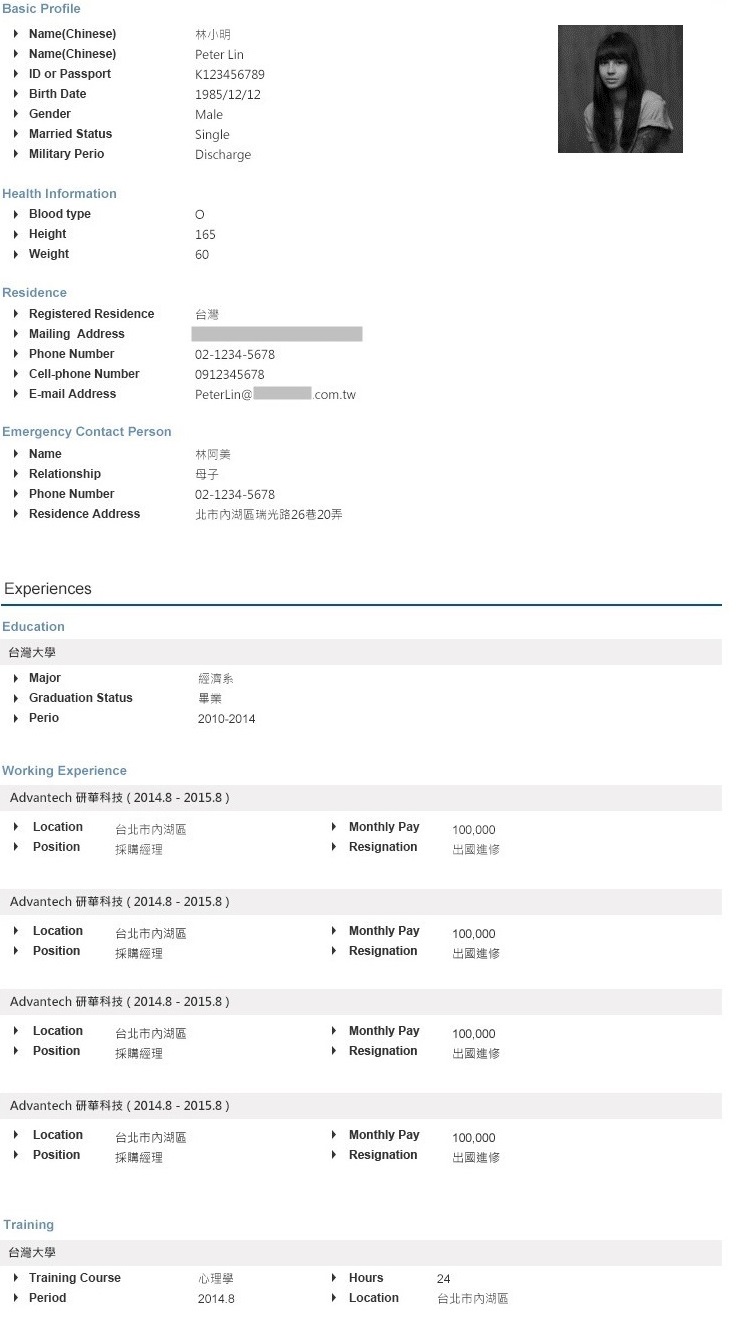 Basic Profile
Name(Chinese) 林小明
Name(Chinese) Peter Lin
ID or Passport K123456789
Birth Date 1985/12/12
Gender Male
Married Status Single
Military Perio Discharge
Health Information
Blood type O
Height 165
Weight 60
Residence
Registered Residence 台灣
Mailing Address
Phone Number 02-1234-5678
Cell-phone Number 0912345678
E-mail Address PeterLin@ .com.tw
Emergency Contact Person
Name 林阿美
Relationship 母子
Phone Number 02-1234-5678
Residence Address 北市內湖區瑞光路26巷20弄
Experiences
Education
台灣大學
Major 經濟系
Graduation Status 畢業
Perio 2010-2014
Working Experience
Advantech 研華科技 ( 2014.8 - 2015.8 )
Location 台北市內湖區 Monthly Pay 100,000
Position 採購經理 Resignation 出國進修
Advantech 研華科技 ( 2014.8 - 2015.8 )
Location 台北市內湖區 Monthly Pay 100,000
Position 採購經理 Resignation 出國進修
Advantech 研華科技 ( 2014.8 - 2015.8 )
Location 台北市內湖區 Monthly Pay 100,000
Position 採購經理 Resignation 出國進修
Advantech 研華科技 ( 2014.8 - 2015.8 )
Location 台北市內湖區 Monthly Pay 100,000
Position 採購經理 Resignation 出國進修
Training
台灣大學
Training Course 心理學 Hours 24
Period 2014.8 Location 台北市內湖區